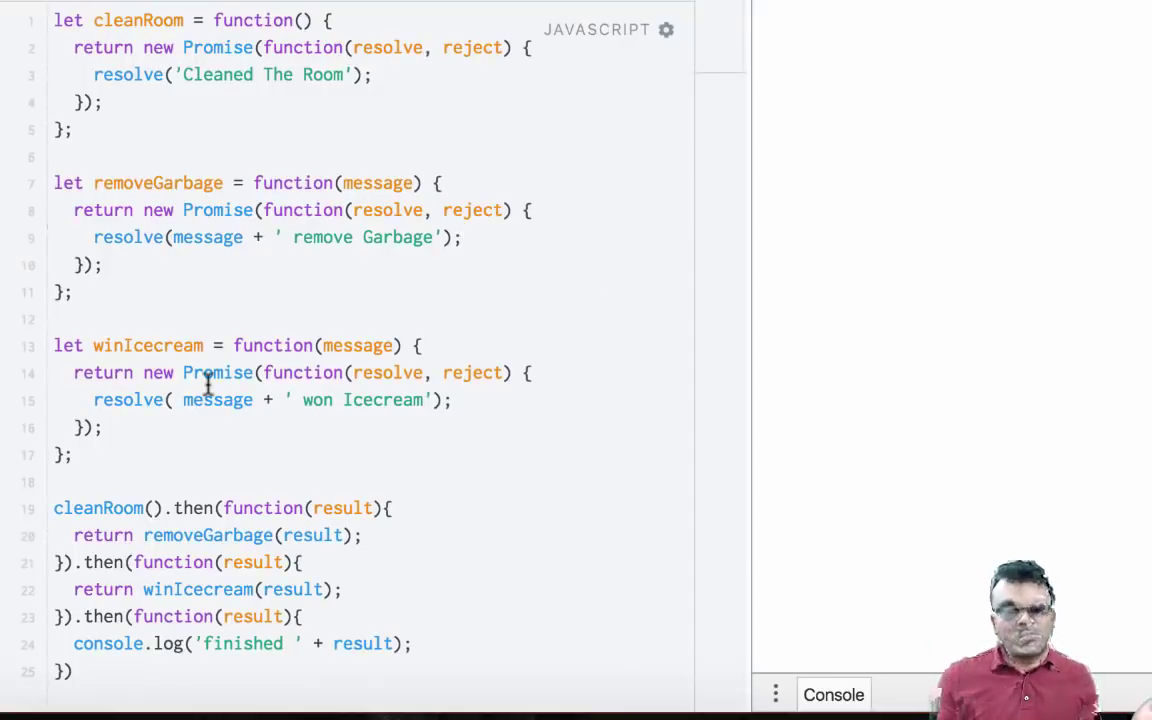 JAVASCRIPT
1 let cleanRoom = function() {
2   return new Promise(function(resolve, reject) {
3     resolve('Cleaned The Room');
4   });
5 };
6
7 let removeGarbage = function(message) {
8   return new Promise(function(resolve, reject) {
9     resolve(message + ' remove Garbage');
10   });
11 };
12
13 let winIcecream = function(message) {
14   return new Promise(function(resolve, reject) {
15     resolve( message + ' won Icecream');
16   });
17 };
18
19 cleanRoom().then(function(result){
20   return removeGarbage(result);
21 }).then(function(result){
22   return winIcecream(result);
23 }).then(function(result){
24   console.log('finished ' + result);
25 })
Console